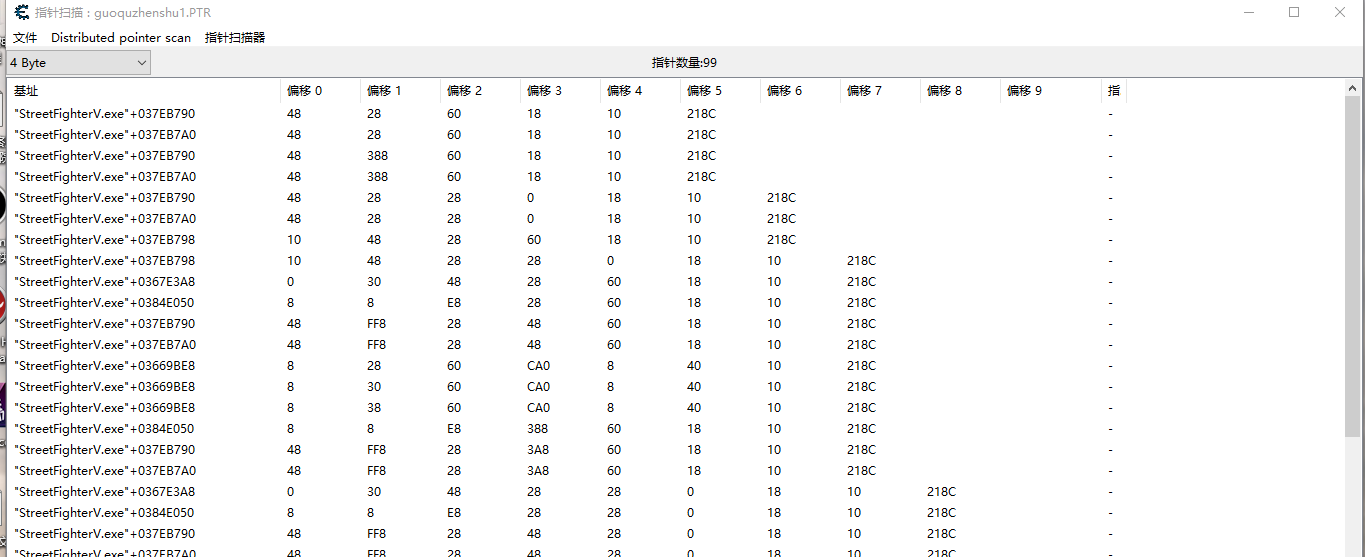 指针扫描 : guoquzhenshu1.PTR
文件 Distributed pointer scan 指针扫描器
4 Byte 指针数量:99
基址 偏移 0 偏移 1 偏移 2 偏移 3 偏移 4 偏移 5 偏移 6 偏移 7 偏移 8 偏移 9 指
"StreetFighterV.exe"+037EB790 48 28 60 18 10 218C -
"StreetFighterV.exe"+037EB7A0 48 28 60 18 10 218C -
"StreetFighterV.exe"+037EB790 48 388 60 18 10 218C -
"StreetFighterV.exe"+037EB7A0 48 388 60 18 10 218C -
"StreetFighterV.exe"+037EB790 48 28 28 0 18 10 218C -
"StreetFighterV.exe"+037EB7A0 48 28 28 0 18 10 218C -
"StreetFighterV.exe"+037EB798 10 48 28 60 18 10 218C -
"StreetFighterV.exe"+037EB798 10 48 28 28 0 18 10 218C -
"StreetFighterV.exe"+0367E3A8 0 30 48 28 60 18 10 218C -
"StreetFighterV.exe"+0384E050 8 8 E8 28 60 18 10 218C -
"StreetFighterV.exe"+037EB790 48 FF8 28 48 60 18 10 218C -
"StreetFighterV.exe"+037EB7A0 48 FF8 28 48 60 18 10 218C -
"StreetFighterV.exe"+03669BE8 8 28 60 CA0 8 40 10 218C -
"StreetFighterV.exe"+03669BE8 8 30 60 CA0 8 40 10 218C -
"StreetFighterV.exe"+03669BE8 8 38 60 CA0 8 40 10 218C -
"StreetFighterV.exe"+0384E050 8 8 E8 388 60 18 10 218C -
"StreetFighterV.exe"+037EB790 48 FF8 28 3A8 60 18 10 218C -
"StreetFighterV.exe"+037EB7A0 48 FF8 28 3A8 60 18 10 218C -
"StreetFighterV.exe"+0367E3A8 0 30 48 28 28 0 18 10 218C -
"StreetFighterV.exe"+0384E050 8 8 E8 28 28 0 18 10 218C -
"StreetFighterV.exe"+037EB790 48 FF8 28 48 28 0 18 10 218C -
"StreetFighterV.exe"+037EB7A0 48 FF8 28 48 28 0 18 10 218C -